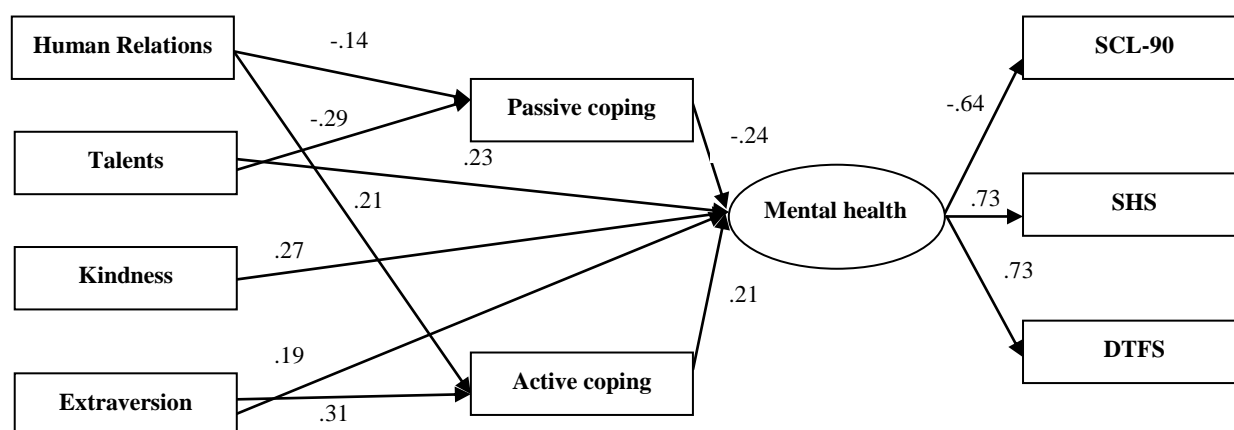 Human Relations
-.14
SCL-90
Passive coping
-.64
-.29
-.24
Talents
.23
.21
Mental health
.73
SHS
Kindness
.27
.73
.21
DTFS
.19
Active coping
Extraversion
.31